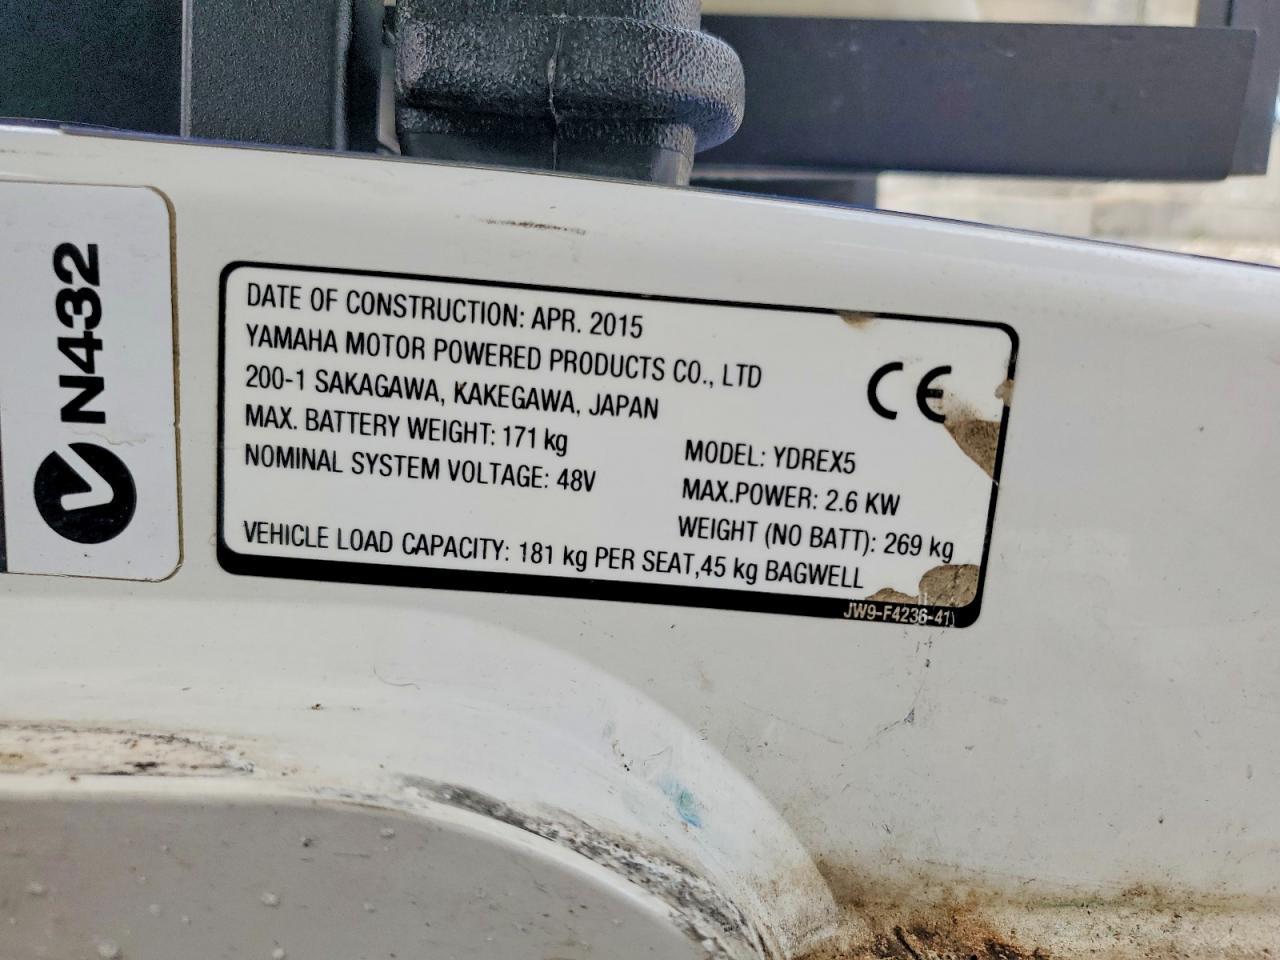 N432
DATE OF CONSTRUCTION: APR. 2015
YAMAHA MOTOR POWERED PRODUCTS CO., LTD
200-1 SAKAGAWA, KAKEGAWA, JAPAN
MAX. BATTERY WEIGHT: 171 kg
NOMINAL SYSTEM VOLTAGE: 48V
CE
MODEL: YDREX5
MAX.POWER: 2.6 KW
WEIGHT (NO BATT): 269 kg
VEHICLE LOAD CAPACITY: 181 kg PER SEAT,45 kg BAGWELL
JW9-F4236-41